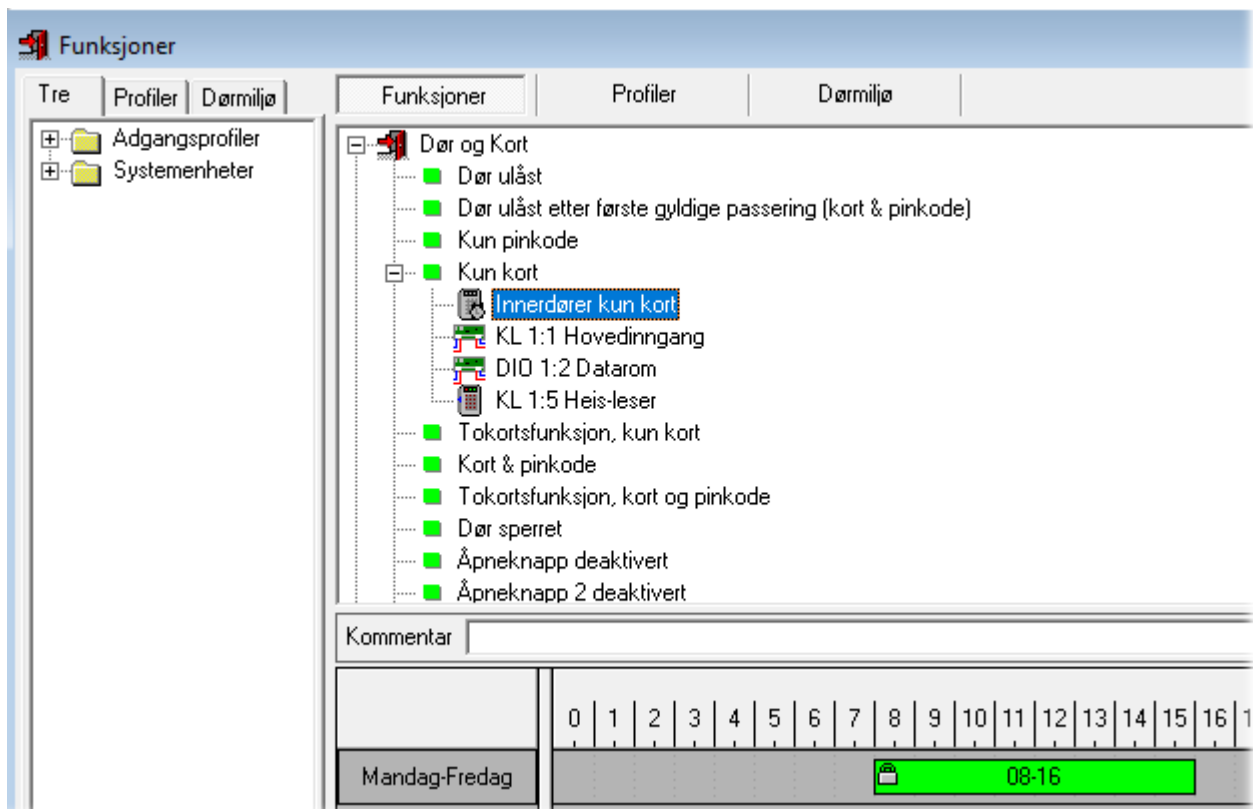 Funksjoner
Tre Profiler Dørmiljø
Funksjoner Profiler Dørmiljø
Adgangsprofiler
Systemenheter
Dør og Kort
Dør ulåst
Dør ulåst etter første gyldige passering (kort & pinkode)
Kun pinkode
Kun kort
Innerdører kun kort
KL 1:1 Hovedinngang
DIO 1:2 Datarom
KL 1:5 Heis-leser
Tokortsfunksjon, kun kort
Kort & pinkode
Tokortsfunksjon, kort og pinkode
Dør sperret
Åpneknapp deaktivert
Åpneknapp 2 deaktivert
Kommentar
0 1 2 3 4 5 6 7 8 9 10 11 12 13 14 15 16
Mandag-Fredag 08-16